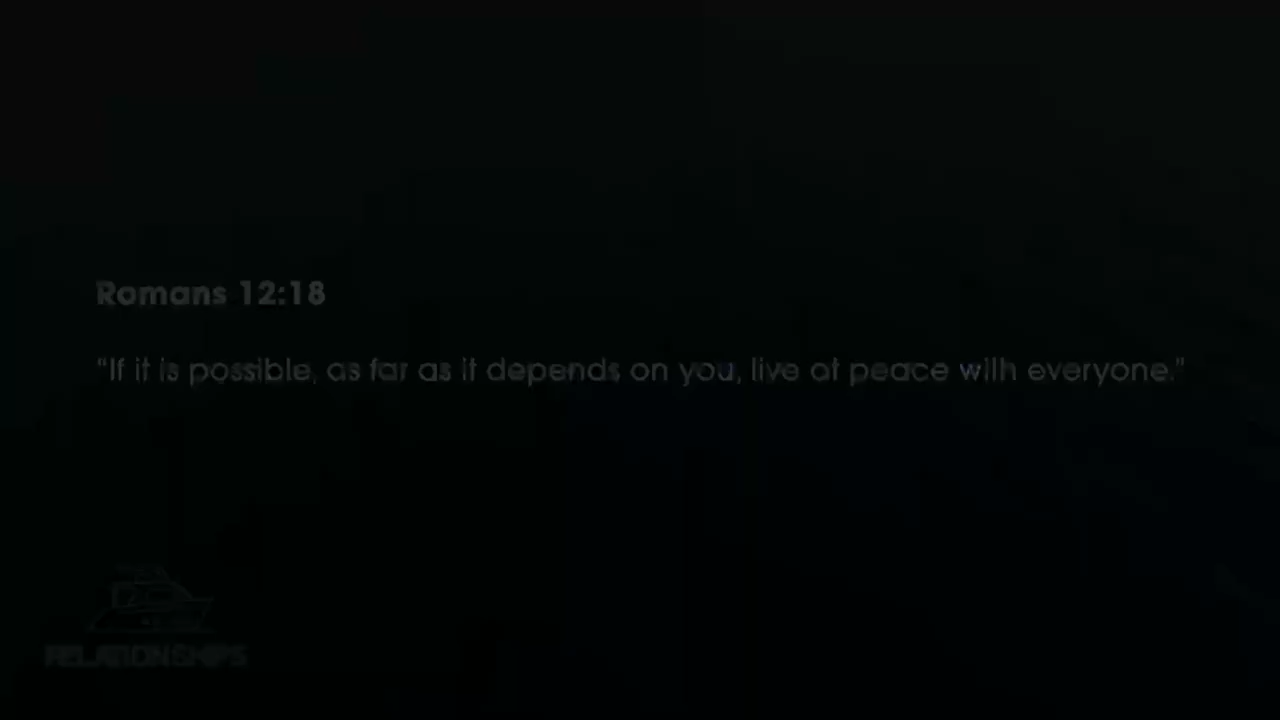 Romans 12:18
“If it is possible, as far as it depends on you, live at peace with everyone.”
RELATIONSHIPS